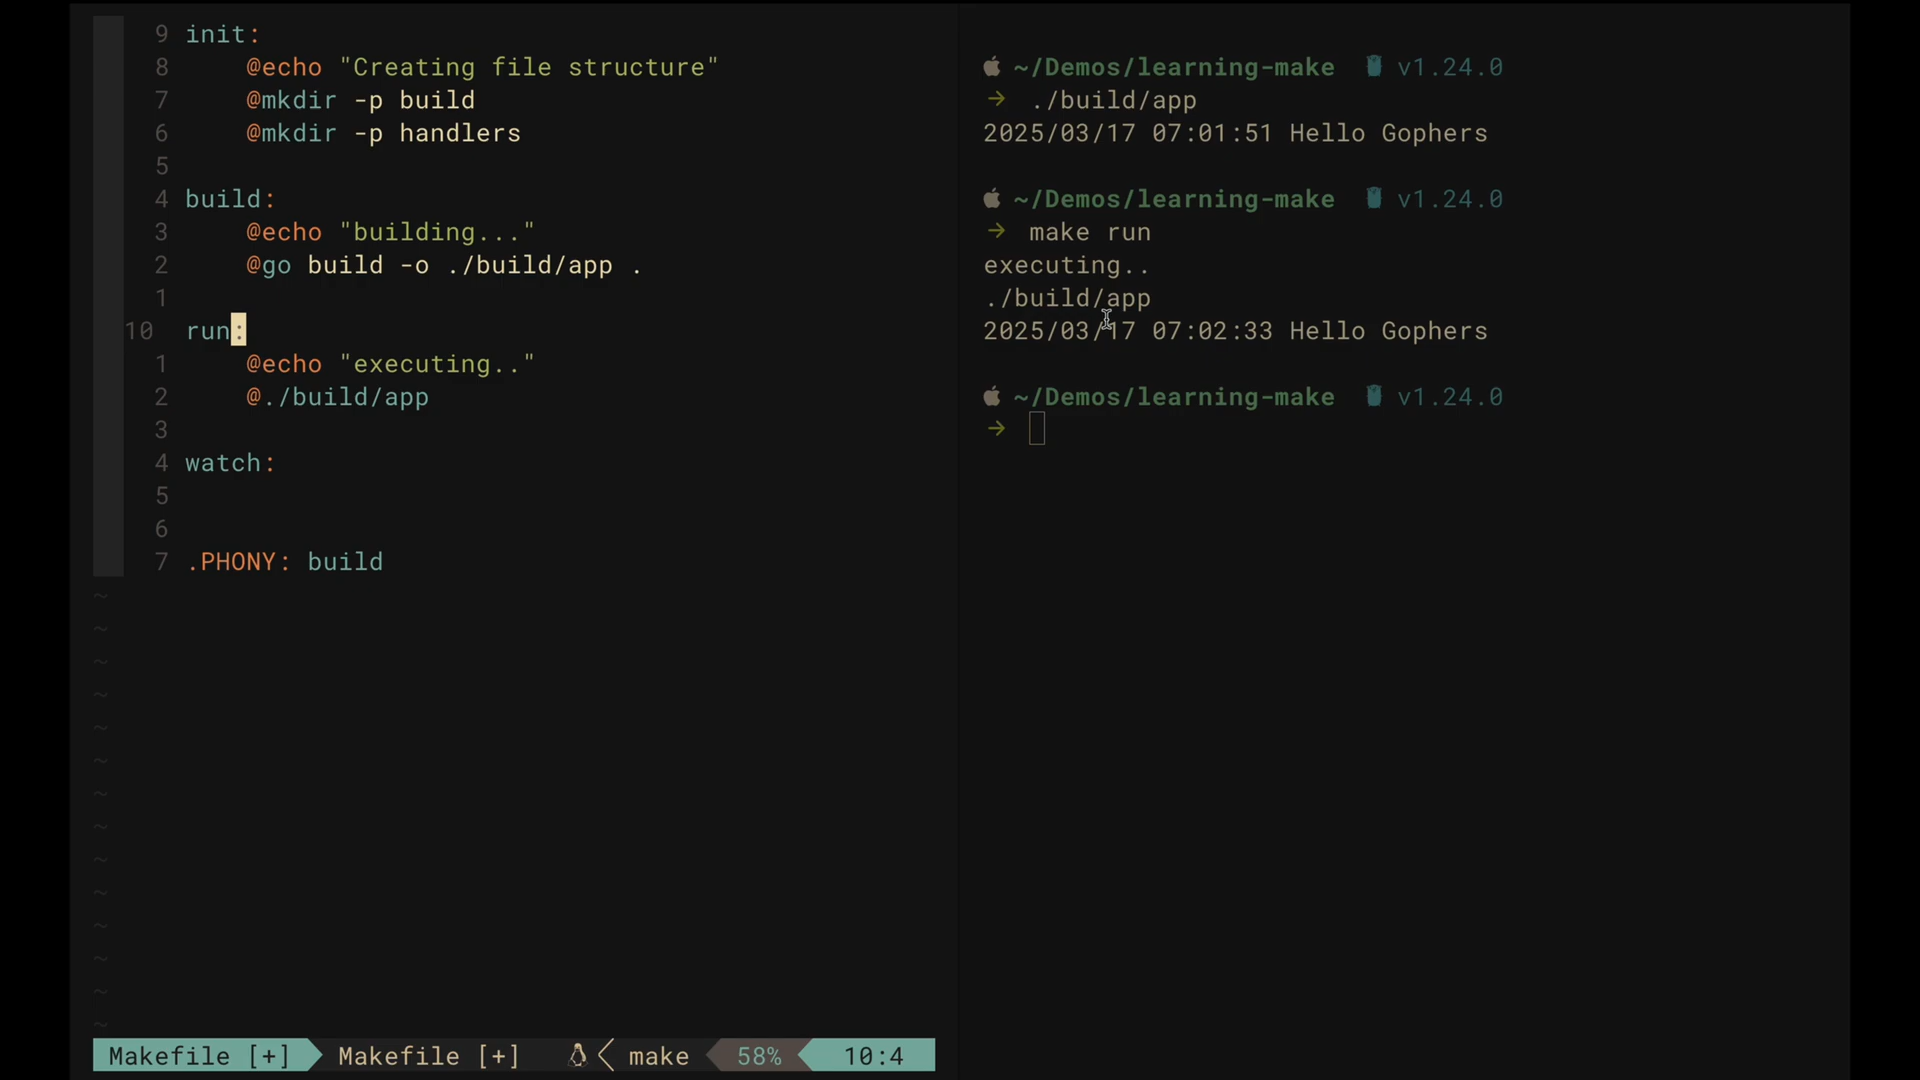 9 init:
8 @echo "Creating file structure"
7 @mkdir -p build
6 @mkdir -p handlers
5
4 build:
3 @echo "building..."
2 @go build -o ./build/app .
1
10 run:
1 @echo "executing.."
2 @./build/app
3
4 watch:
5
6
7 .PHONY: build
~
~
~
~
~
~
~
~
~
~
~
~
~
~
Makefile [+] Makefile [+] make 58% 10:4
~/Demos/learning-make v1.24.0
→ ./build/app
2025/03/17 07:01:51 Hello Gophers
~/Demos/learning-make v1.24.0
→ make run
executing..
./build/app
2025/03/17 07:02:33 Hello Gophers
~/Demos/learning-make v1.24.0
→